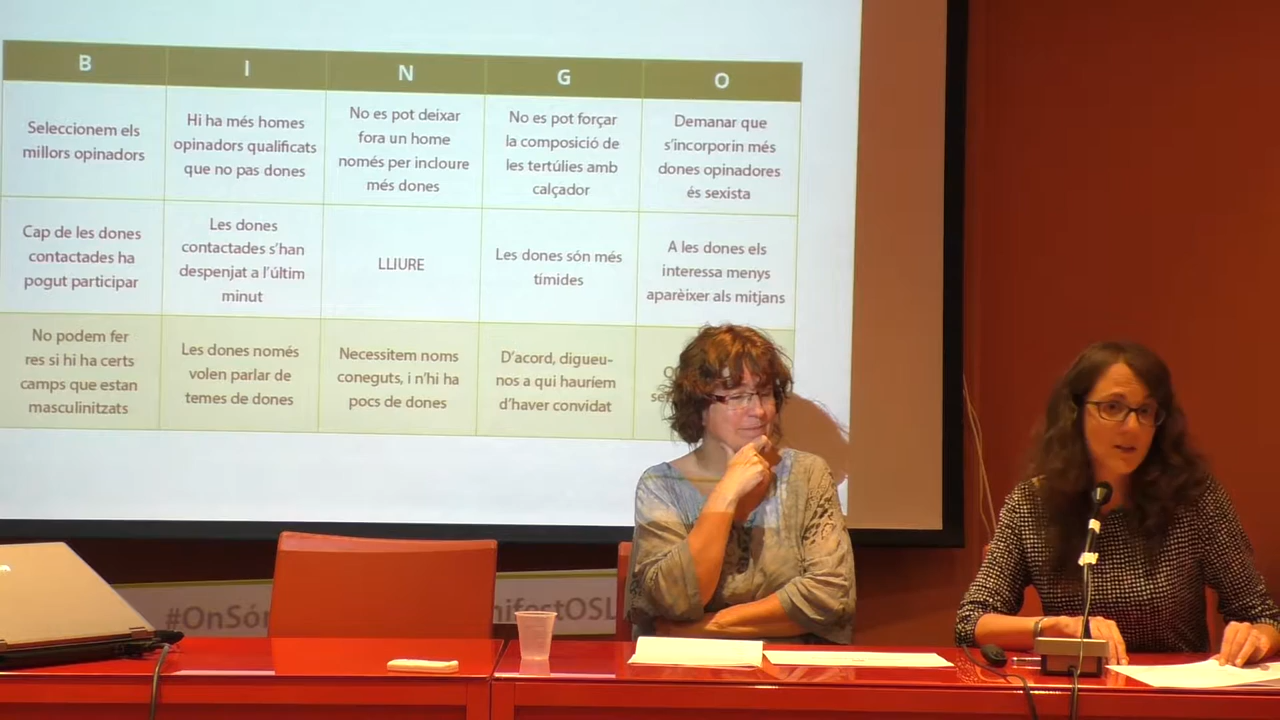 B I N G O
Seleccionem els
millors opinadors
Hi ha més homes
opinadors qualificats
que no pas dones
No es pot deixar
fora un home
només per incloure
més dones
No es pot forçar
la composició de
les tertúlies amb
calçador
Demanar que
s'incorporin més
dones opinadores
és sexista
Cap de les dones
contactades ha
pogut participar
Les dones
contactades s'han
despenjat a l'últim
minut
LLIURE
Les dones són més
tímides
A les dones els
interessa menys
aparèixer als mitjans
No podem fer
res si hi ha certs
camps que estan
masculinitzats
Les dones només
volen parlar de
temes de dones
Necessitem noms
coneguts, i n'hi ha
pocs de dones
D'acord, digueu-
nos a qui hauríem
d'haver convidat
#OnSón